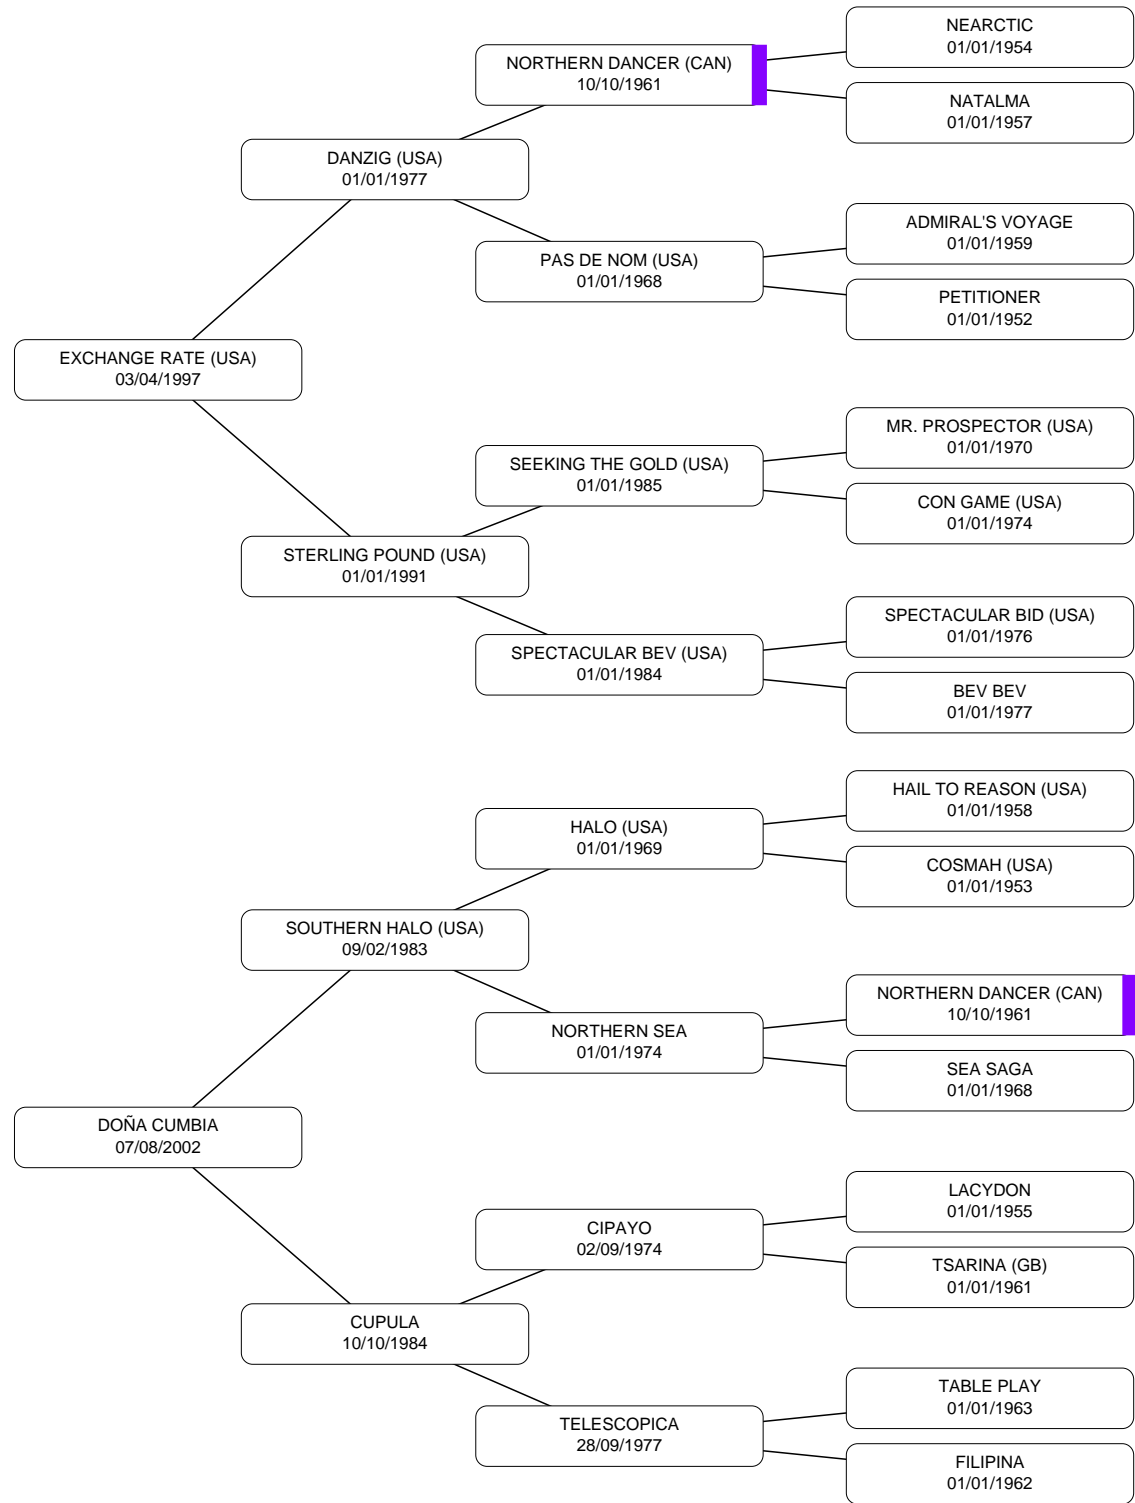 NEARCTIC
01/01/1954
NORTHERN DANCER (CAN)
10/10/1961
NATALMA
01/01/1957
DANZIG (USA)
01/01/1977
ADMIRAL'S VOYAGE
01/01/1959
PAS DE NOM (USA)
01/01/1968
PETITIONER
01/01/1952
EXCHANGE RATE (USA)
03/04/1997
MR. PROSPECTOR (USA)
01/01/1970
SEEKING THE GOLD (USA)
01/01/1985
CON GAME (USA)
01/01/1974
STERLING POUND (USA)
01/01/1991
SPECTACULAR BID (USA)
01/01/1976
SPECTACULAR BEV (USA)
01/01/1984
BEV BEV
01/01/1977
HAIL TO REASON (USA)
01/01/1958
HALO (USA)
01/01/1969
COSMAH (USA)
01/01/1953
SOUTHERN HALO (USA)
09/02/1983
NORTHERN DANCER (CAN)
10/10/1961
NORTHERN SEA
01/01/1974
SEA SAGA
01/01/1968
DOÑA CUMBIA
07/08/2002
LACYDON
01/01/1955
CIPAYO
02/09/1974
TSARINA (GB)
01/01/1961
CUPULA
10/10/1984
TABLE PLAY
01/01/1963
TELESCOPICA
28/09/1977
FILIPINA
01/01/1962